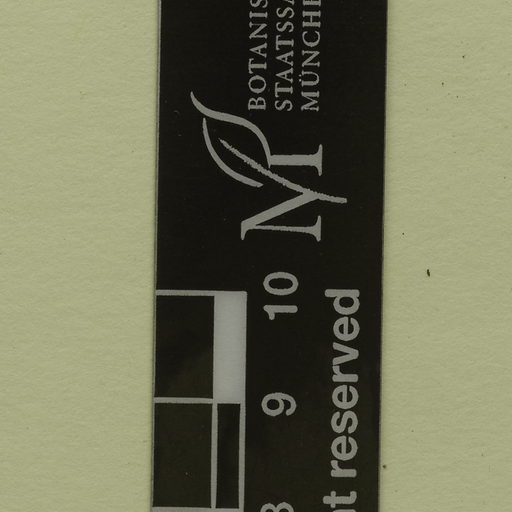 BOTANIS
STAATSSA
MÜNCHE
M
8 9 10
t reserved